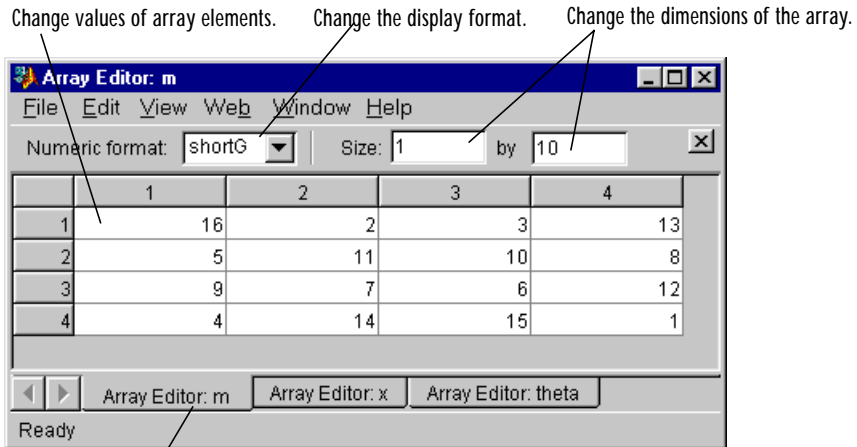 Change values of array elements. Change the display format. Change the dimensions of the array.
Array Editor: m
File Edit View Web Window Help
Numeric format: shortG Size: 1 by 10
1 2 3 4
1 16 2 3 13
2 5 11 10 8
3 9 7 6 12
4 4 14 15 1
Array Editor: m Array Editor: x Array Editor: theta
Ready